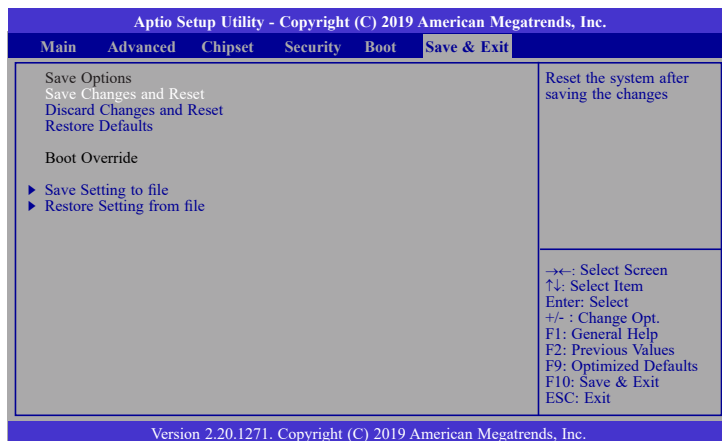 Aptio Setup Utility - Copyright (C) 2019 American Megatrends, Inc.
Main Advanced Chipset Security Boot Save & Exit
Save Options
Save Changes and Reset
Discard Changes and Reset
Restore Defaults
Boot Override
▶ Save Setting to file
▶ Restore Setting from file
Reset the system after
saving the changes
→←: Select Screen
↑↓: Select Item
Enter: Select
+/- : Change Opt.
F1: General Help
F2: Previous Values
F9: Optimized Defaults
F10: Save & Exit
ESC: Exit
Version 2.20.1271. Copyright (C) 2019 American Megatrends, Inc.